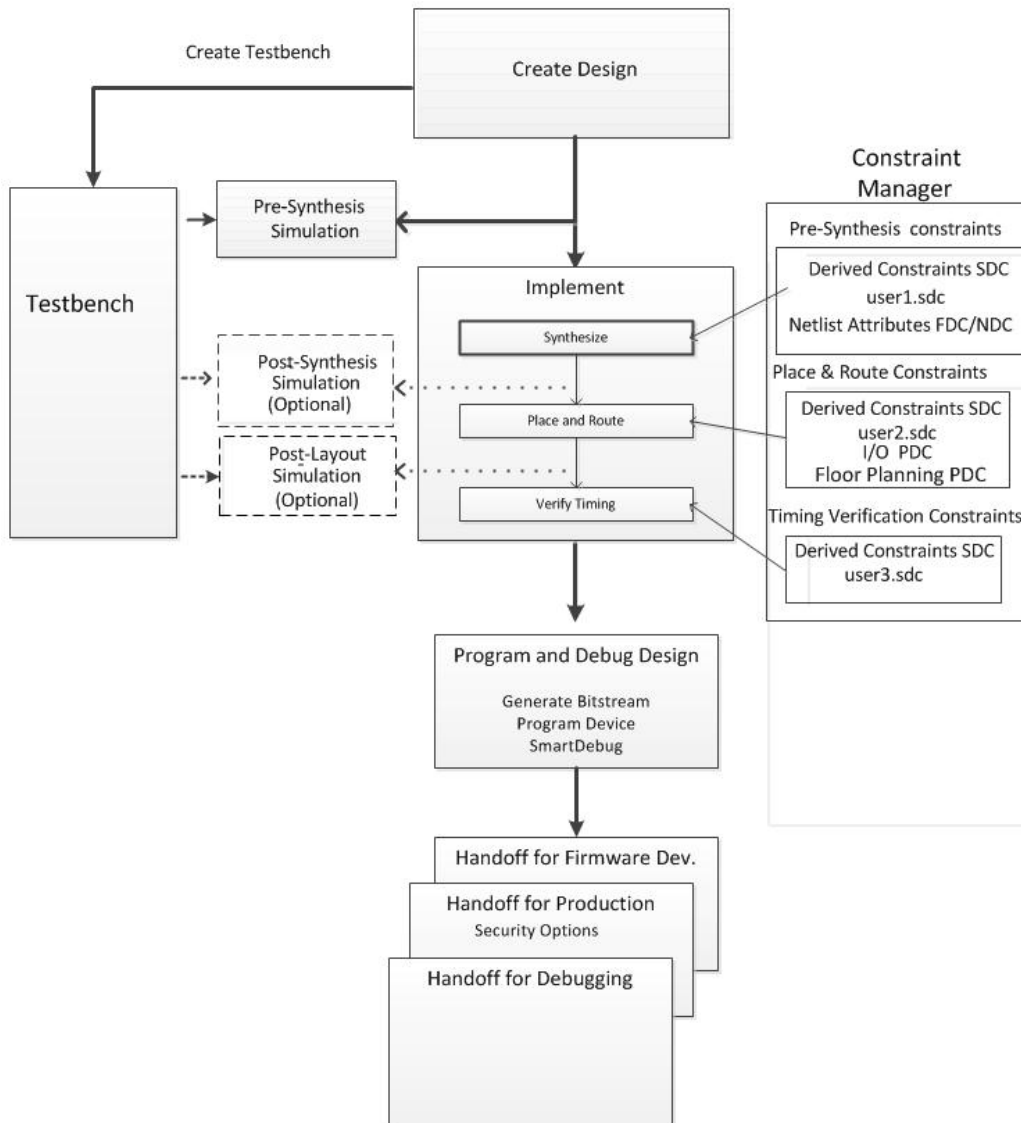 Create Testbench
Create Design
Constraint
Manager
Pre-Synthesis
Simulation
Pre-Synthesis constraints
Derived Constraints SDC
user1.sdc
Netlist Attributes FDC/NDC
Testbench
Implement
Synthesize
Post-Synthesis
Simulation
(Optional)
Place & Route Constraints
Derived Constraints SDC
user2.sdc
I/O PDC
Floor Planning PDC
Place and Route
Post-Layout
Simulation
(Optional)
Verify Timing
Timing Verification Constraints
Derived Constraints SDC
user3.sdc
Program and Debug Design
Generate Bitstream
Program Device
SmartDebug
Handoff for Firmware Dev.
Handoff for Production
Security Options
Handoff for Debugging